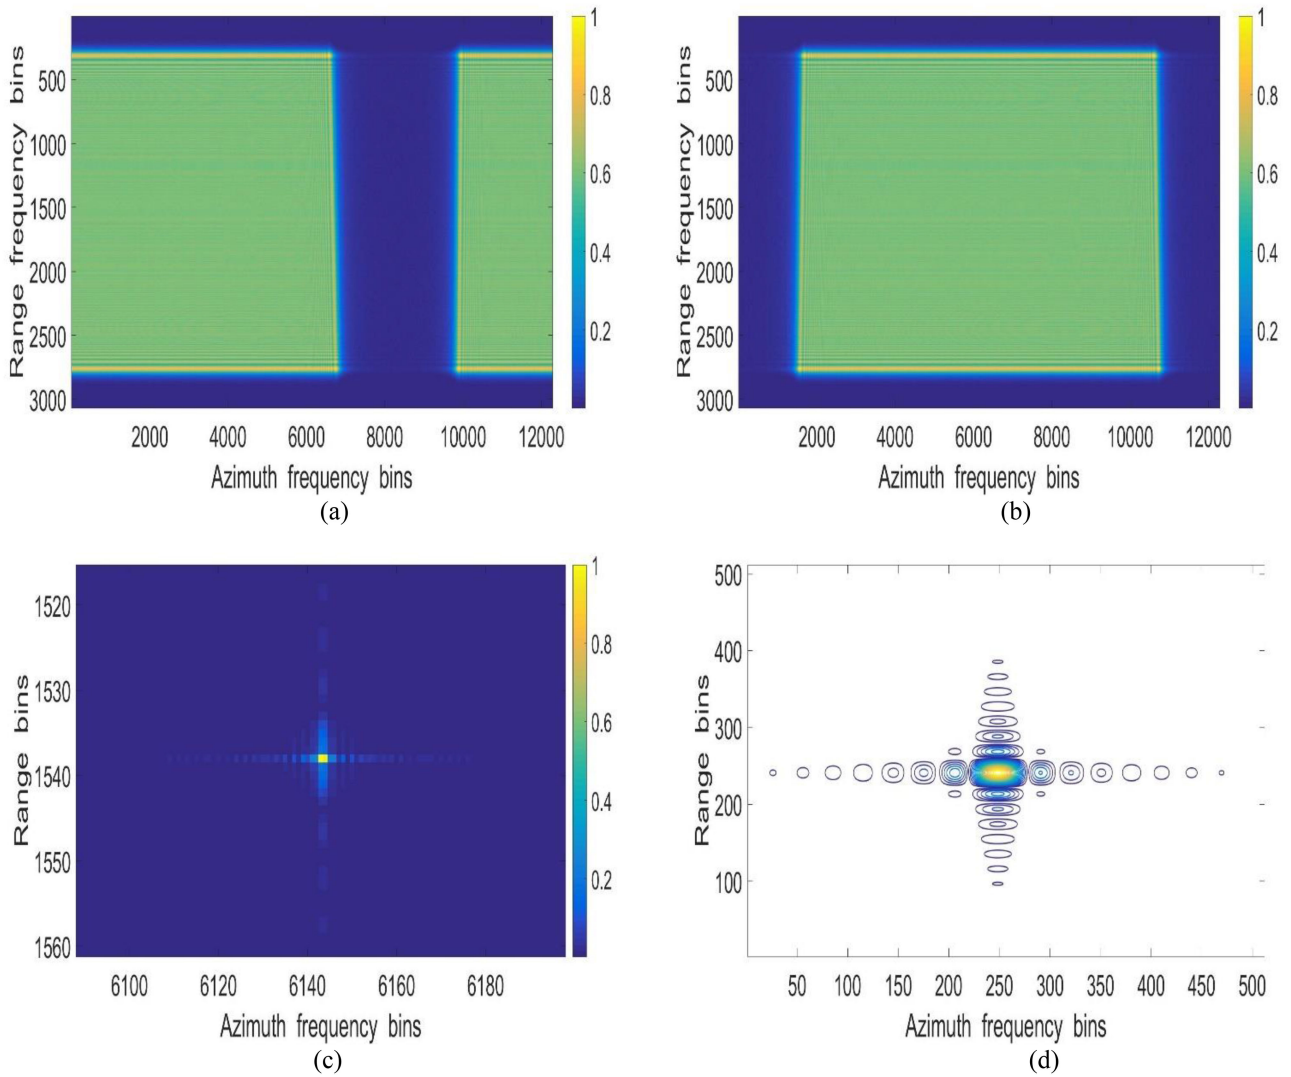 Range frequency bins
500
1000
1500
2000
2500
3000
2000 4000 6000 8000 10000 12000
Azimuth frequency bins
1
0.8
0.6
0.4
0.2
(a)
Range frequency bins
500
1000
1500
2000
2500
3000
2000 4000 6000 8000 10000 12000
Azimuth frequency bins
1
0.8
0.6
0.4
0.2
(b)
Range bins
1520
1530
1540
1550
1560
6100 6120 6140 6160 6180
Azimuth frequency bins
1
0.8
0.6
0.4
0.2
(c)
Range bins
500
400
300
200
100
50 100 150 200 250 300 350 400 450 500
Azimuth frequency bins
(d)